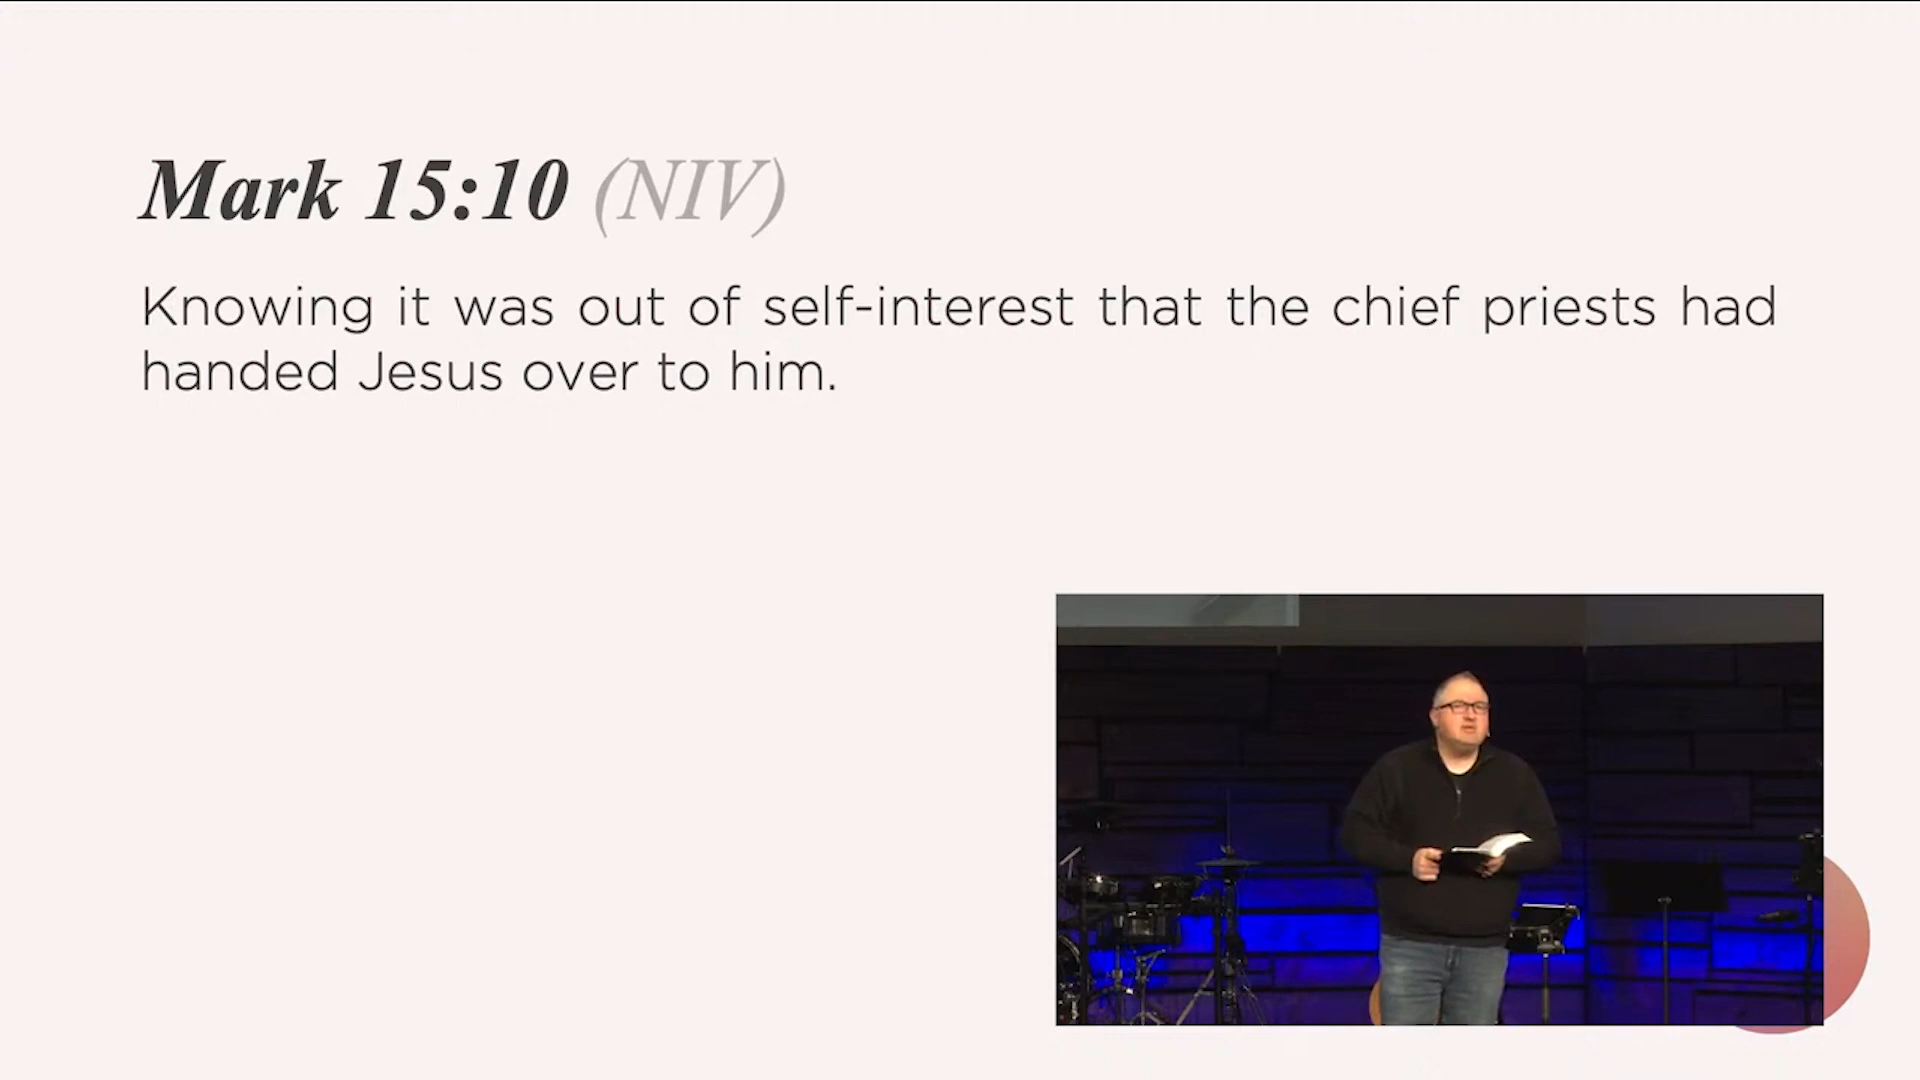 Mark 15:10 (NIV)
Knowing it was out of self-interest that the chief priests had
handed Jesus over to him.